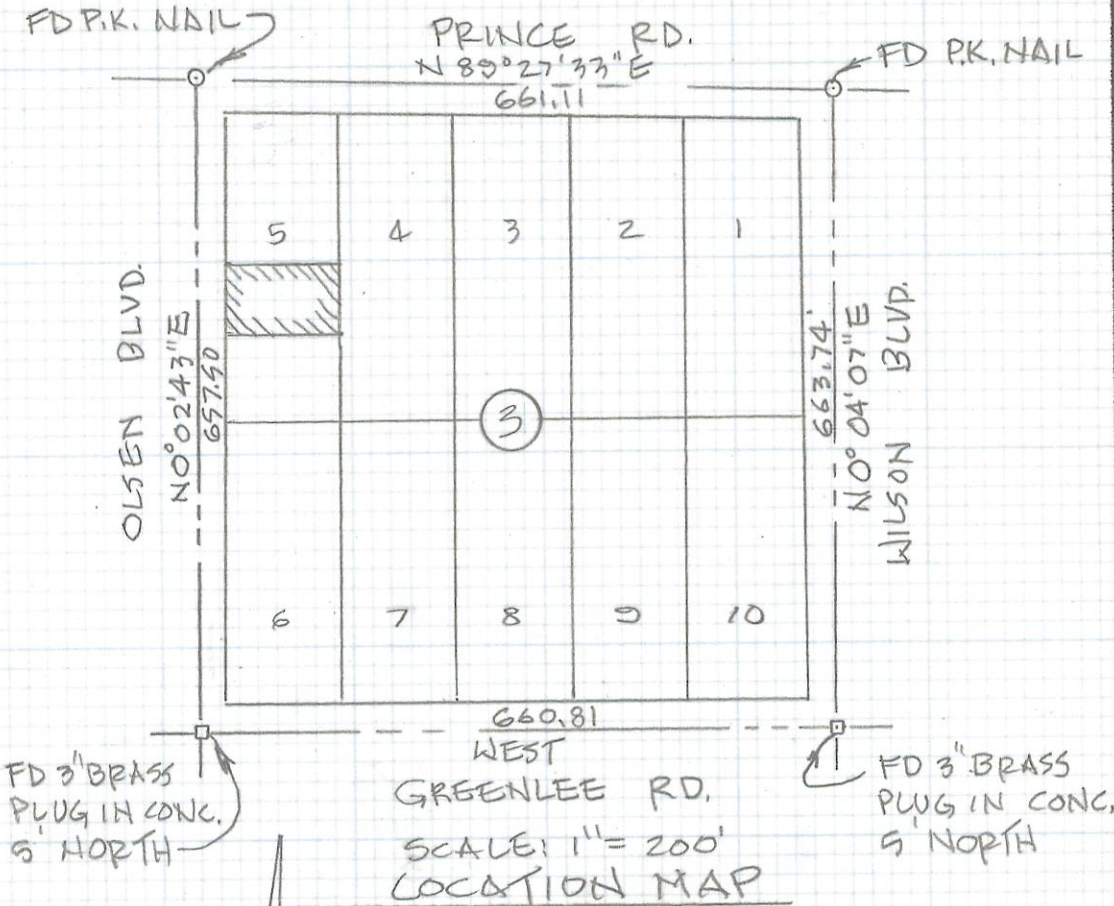 FD P.K. NAIL
PRINCE RD.
N 89°27'33"E
661.11
FD P.K. NAIL
5
4
3
2
1
OLSEN BLVD.
N0°02'43"E
657.50
3
663.74'
N0°04'07"E
WILSON BLVD.
6
7
8
9
10
660.81
WEST
FD 3" BRASS
PLUG IN CONC.
5' NORTH
GREENLEE RD.
FD 3" BRASS
PLUG IN CONC.
5' NORTH
SCALE: 1" = 200'
LOCATION MAP